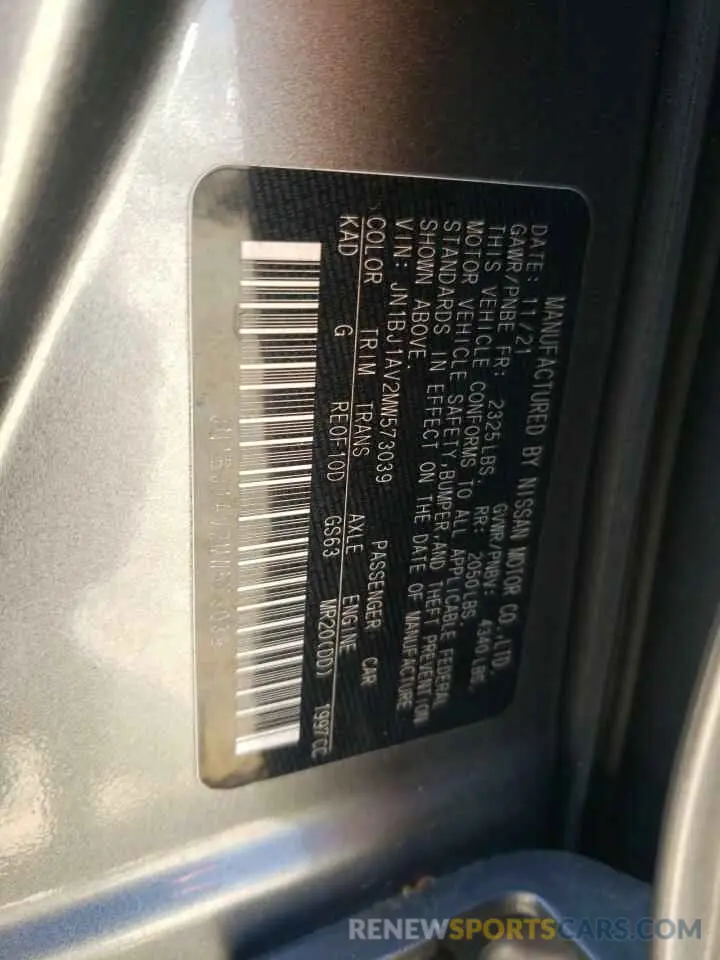 MANUFACTURED BY NISSAN MOTOR CO.,LTD.
DATE: 11/21 GVWR/PNBV: 4340 LBS.
GAWR/PNBE FR: 2325LBS. RR: 2050LBS
THIS VEHICLE CONFORMS TO ALL APPLICABLE FEDERAL
MOTOR VEHICLE SAFETY,BUMPER,AND THEFT PREVENTION
STANDARDS IN EFFECT ON THE DATE OF MANUFACTURE
SHOWN ABOVE.
VIN: JN1BJ1AV2MW573039 PASSENGER CAR
COLOR TRIM TRANS AXLE ENGINE
KAD G RE0F10D GS63 MR20(DD) 1997CC
JN1BJ1AV2MW573039
RENEWSPORTSCARS.COM